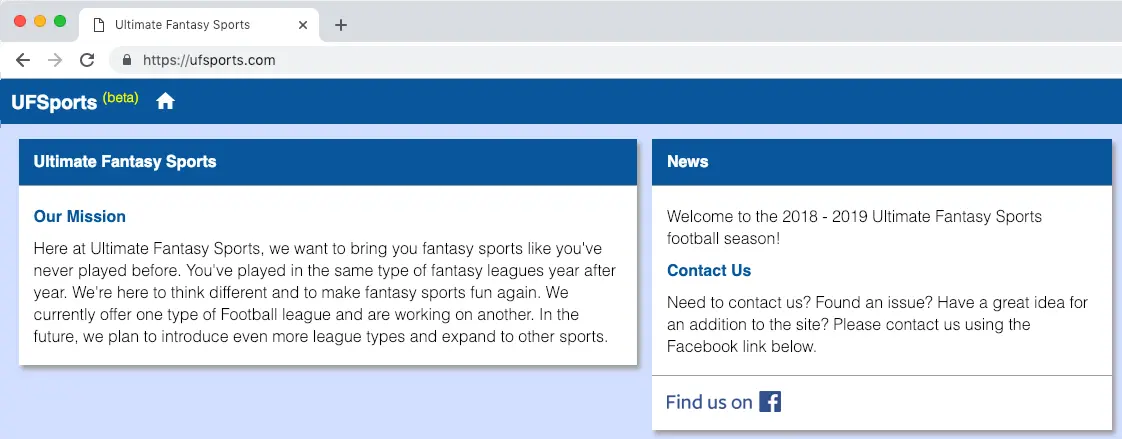 Ultimate Fantasy Sports
https://ufsports.com
UFSports (beta)
Ultimate Fantasy Sports
Our Mission
Here at Ultimate Fantasy Sports, we want to bring you fantasy sports like you've
never played before. You've played in the same type of fantasy leagues year after
year. We're here to think different and to make fantasy sports fun again. We
currently offer one type of Football league and are working on another. In the
future, we plan to introduce even more league types and expand to other sports.
News
Welcome to the 2018 - 2019 Ultimate Fantasy Sports
football season!
Contact Us
Need to contact us? Found an issue? Have a great idea for
an addition to the site? Please contact us using the
Facebook link below.
Find us on